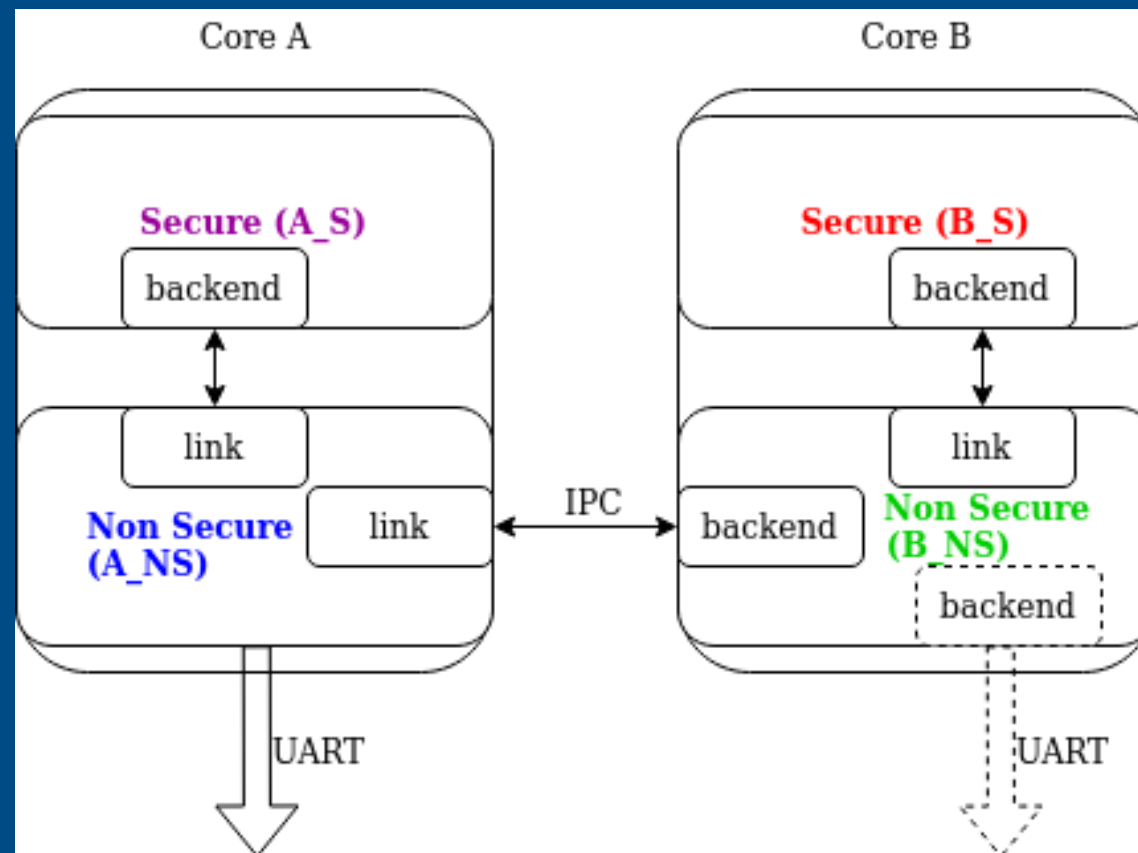 Core A
Core B
Secure (A_S)
backend
link
Non Secure
(A_NS)
link
IPC
Secure (B_S)
backend
link
backend
Non Secure
(B_NS)
backend
UART
UART